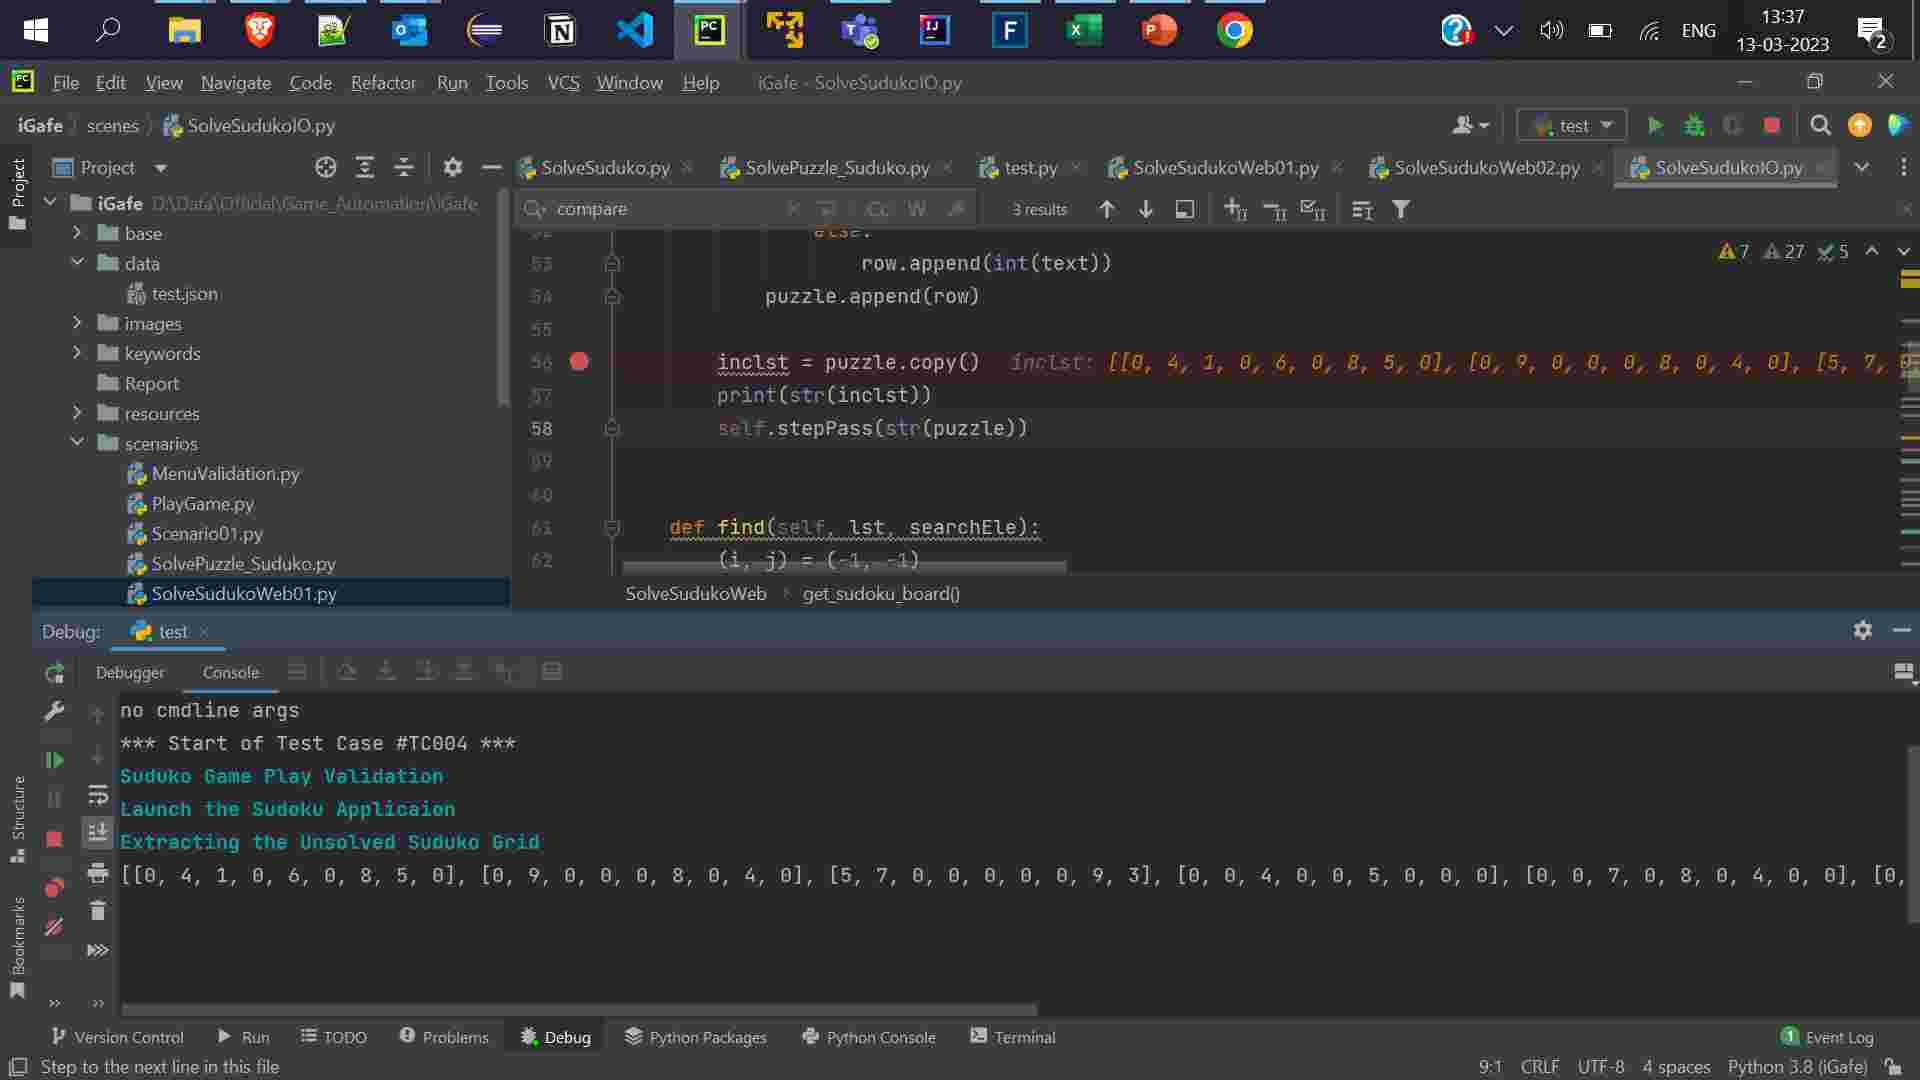 13:37
ENG
13-03-2023
2
File Edit View Navigate Code Refactor Run Tools VCS Window Help iGafe - SolveSudukoIO.py
iGafe scenes SolveSudukoIO.py
test
Project
SolveSuduko.py SolvePuzzle_Suduko.py test.py SolveSudukoWeb01.py SolveSudukoWeb02.py SolveSudukoIO.py
Project
iGafe D:\Data\Official\Game_Automation\iGafe
base
data
test.json
images
keywords
Report
resources
scenarios
MenuValidation.py
PlayGame.py
Scenario01.py
SolvePuzzle_Suduko.py
SolveSudukoWeb01.py
compare Cc W 3 results
7 27 5
52 else:
53 row.append(int(text))
54 puzzle.append(row)
55
56 inclst = puzzle.copy() inclst: [[0, 4, 1, 0, 6, 0, 8, 5, 0], [0, 9, 0, 0, 0, 8, 0, 4, 0], [5, 7, 0,
57 print(str(inclst))
58 self.stepPass(str(puzzle))
59
60
61 def find(self, lst, searchEle):
62 (i, j) = (-1, -1)
SolveSudukoWeb get_sudoku_board()
Debug: test
Debugger Console
no cmdline args
*** Start of Test Case #TC004 ***
Suduko Game Play Validation
Launch the Sudoku Applicaion
Extracting the Unsolved Suduko Grid
[[0, 4, 1, 0, 6, 0, 8, 5, 0], [0, 9, 0, 0, 0, 8, 0, 4, 0], [5, 7, 0, 0, 0, 0, 0, 9, 3], [0, 0, 4, 0, 0, 5, 0, 0, 0], [0, 0, 7, 0, 8, 0, 4, 0, 0], [0,
Structure
Bookmarks
Version Control Run TODO Problems Debug Python Packages Python Console Terminal 1 Event Log
Step to the next line in this file 9:1 CRLF UTF-8 4 spaces Python 3.8 (iGafe)